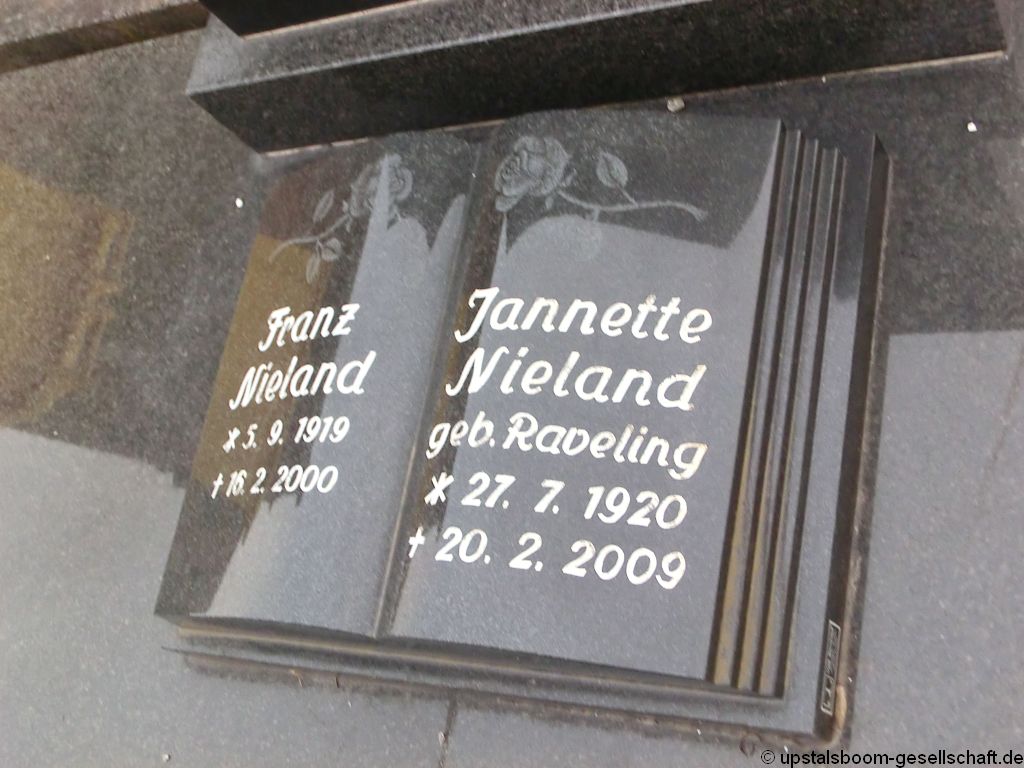 Franz
Nieland
* 5. 9. 1919
† 16. 2. 2000
Jannette
Nieland
geb. Raveling
* 27. 7. 1920
† 20. 2. 2009
© upstalsboom-gesellschaft.de